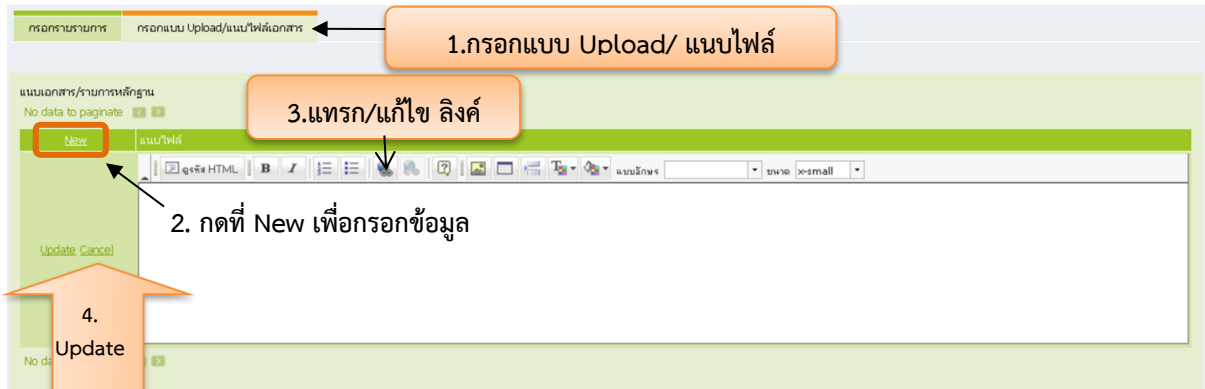 กรอกรายรายการ กรอกแบบ Upload/แนบไฟล์เอกสาร
1.กรอกแบบ Upload/ แนบไฟล์
แนบเอกสาร/รายการหลักฐาน
No data to paginate
3.แทรก/แก้ไข ลิงค์
New แนบไฟล์
ดูรหัส HTML B I แบบอักษร ขนาด x-small
2. กดที่ New เพื่อกรอกข้อมูล
Update Cancel
4.
Update
No da